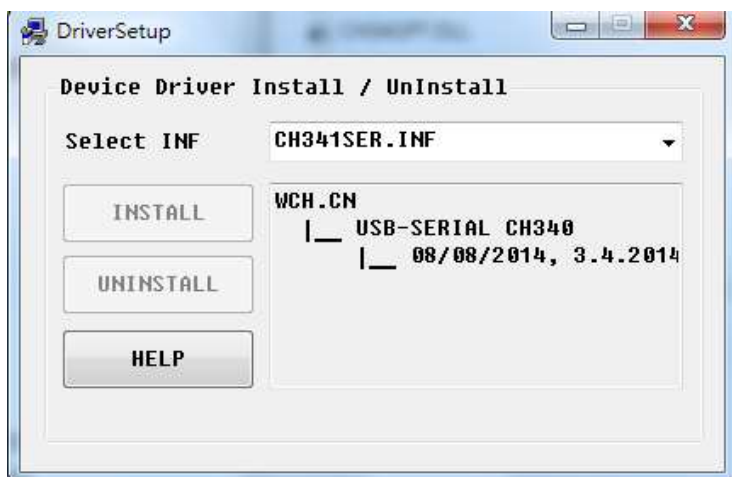 DriverSetup
Device Driver Install / UnInstall
Select INF
CH341SER.INF
INSTALL
UNINSTALL
HELP
WCH.CN
|__ USB-SERIAL CH340
|__ 08/08/2014, 3.4.2014